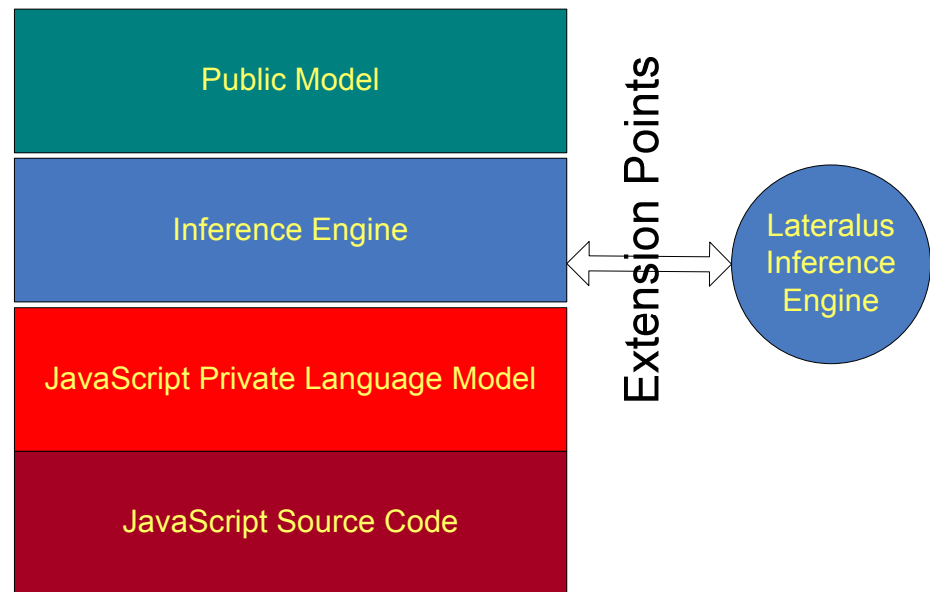 Public Model
Inference Engine
JavaScript Private Language Model
JavaScript Source Code
Extension Points
Lateralus
Inference
Engine